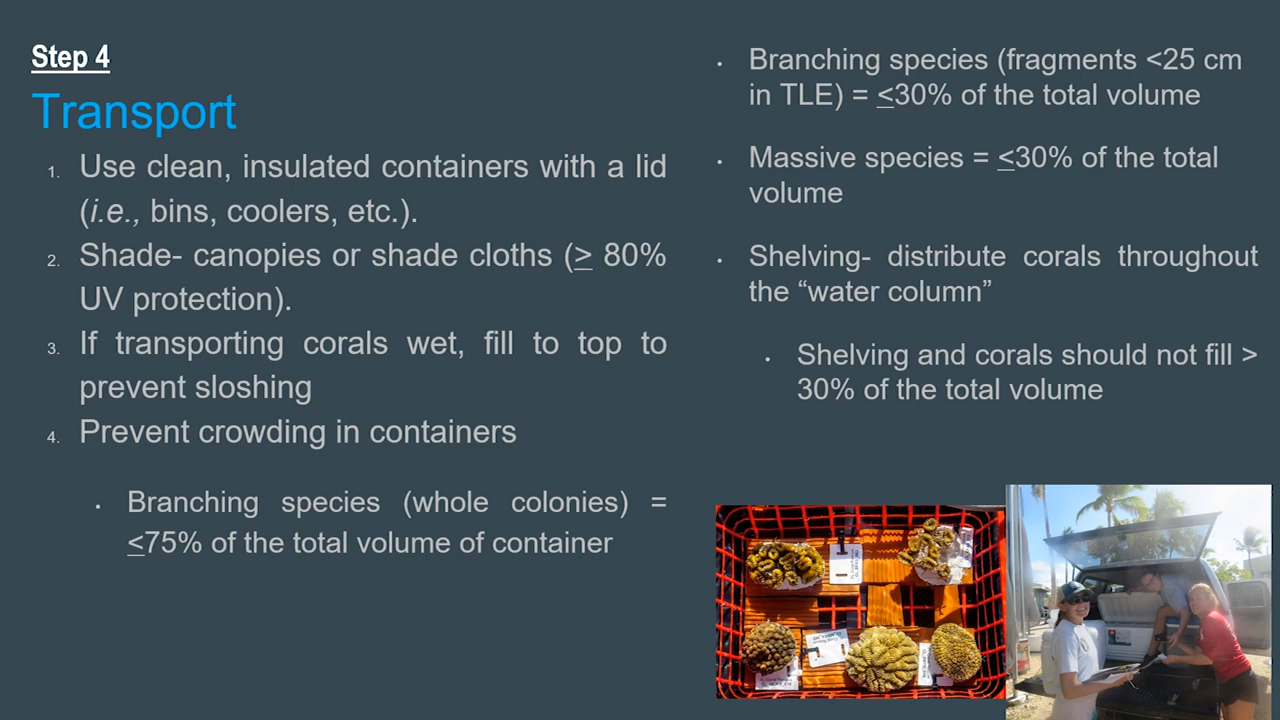 Step 4
Transport
1. Use clean, insulated containers with a lid
(i.e., bins, coolers, etc.).
2. Shade- canopies or shade cloths (≥ 80%
UV protection).
3. If transporting corals wet, fill to top to
prevent sloshing
4. Prevent crowding in containers
• Branching species (whole colonies) =
≤75% of the total volume of container
• Branching species (fragments <25 cm
in TLE) = ≤30% of the total volume
• Massive species = ≤30% of the total
volume
• Shelving- distribute corals throughout
the “water column”
• Shelving and corals should not fill >
30% of the total volume